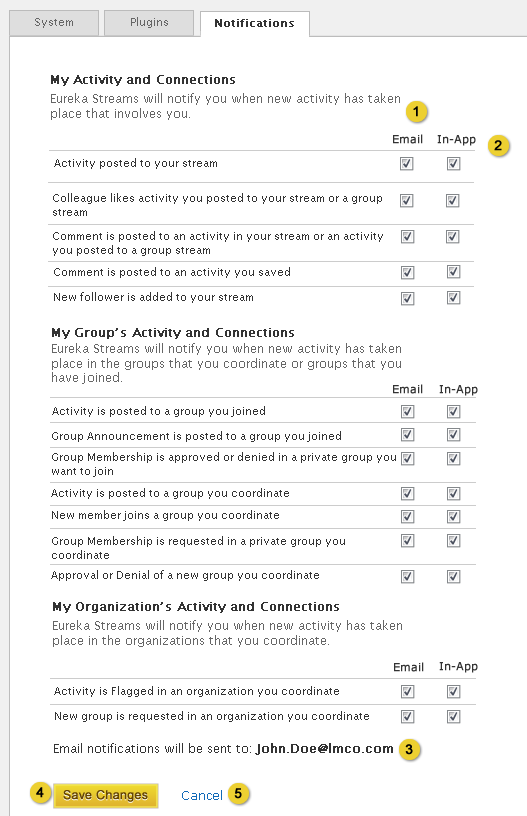 System Plugins Notifications
My Activity and Connections
Eureka Streams will notify you when new activity has taken
place that involves you.
1
Email In-App 2
Activity posted to your stream
Colleague likes activity you posted to your stream or a group
stream
Comment is posted to an activity in your stream or an activity
you posted to a group stream
Comment is posted to an activity you saved
New follower is added to your stream
My Group's Activity and Connections
Eureka Streams will notify you when new activity has taken
place in the groups that you coordinate or groups that you
have joined.
Email In-App
Activity is posted to a group you joined
Group Announcement is posted to a group you joined
Group Membership is approved or denied in a private group you
want to join
Activity is posted to a group you coordinate
New member joins a group you coordinate
Group Membership is requested in a private group you
coordinate
Approval or Denial of a new group you coordinate
My Organization's Activity and Connections
Eureka Streams will notify you when new activity has taken
place in the organizations that you coordinate.
Email In-App
Activity is Flagged in an organization you coordinate
New group is requested in an organization you coordinate
Email notifications will be sent to: John.Doe@lmco.com 3
4 Save Changes Cancel 5